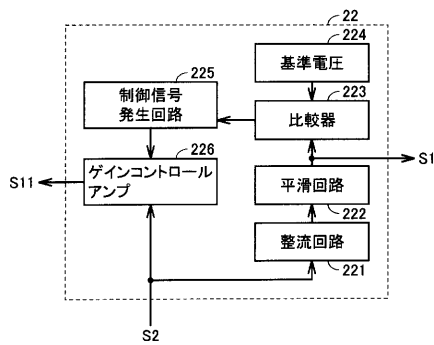 22
224
基準電圧
225
制御信号
発生回路
223
比較器
226
ゲインコントロール
アンプ
S11
S1
平滑回路
222
整流回路
221
S2